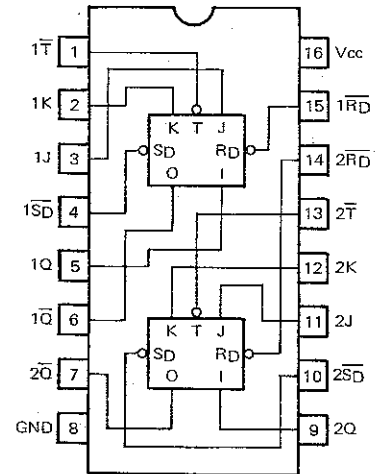 1T̅ 1 16 Vcc
1K 2 15 1R̅D̅
1J 3 14 2R̅D̅
1S̅D̅ 4 13 2T̅
1Q 5 12 2K
1Q̅ 6 11 2J
2Q̅ 7 10 2S̅D̅
GND 8 9 2Q
K T J
SD RD
O I
K T J
SD RD
O I